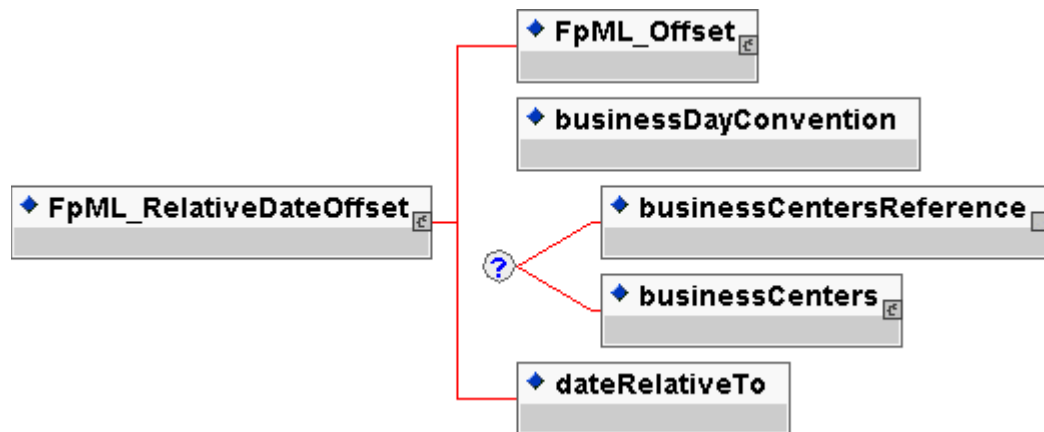 FpML_Offset
businessDayConvention
FpML_RelativeDateOffset
businessCentersReference
?
businessCenters
dateRelativeTo